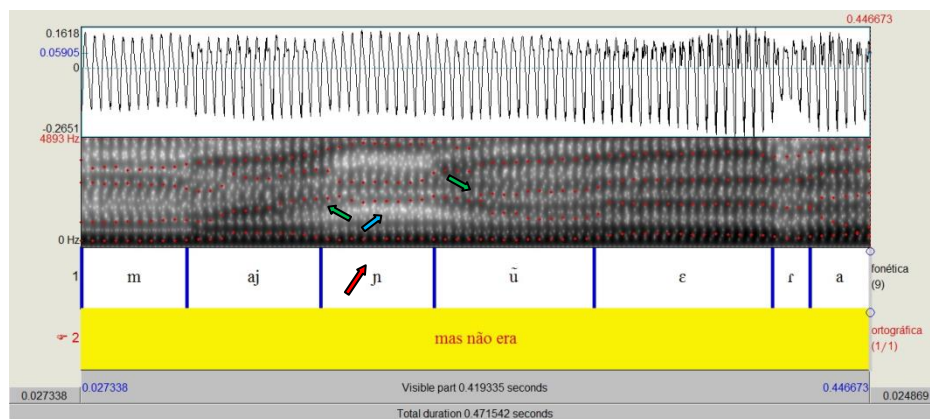 0.446673
0.1618
0.05905
0
-0.2651
4893 Hz
0 Hz
1 m aj ɲ ũ ɛ ɾ a fonética
(9)
2 mas não era ortográfica
(1/1)
0.027338 0.027338 Visible part 0.419335 seconds 0.446673 0.024869
Total duration 0.471542 seconds